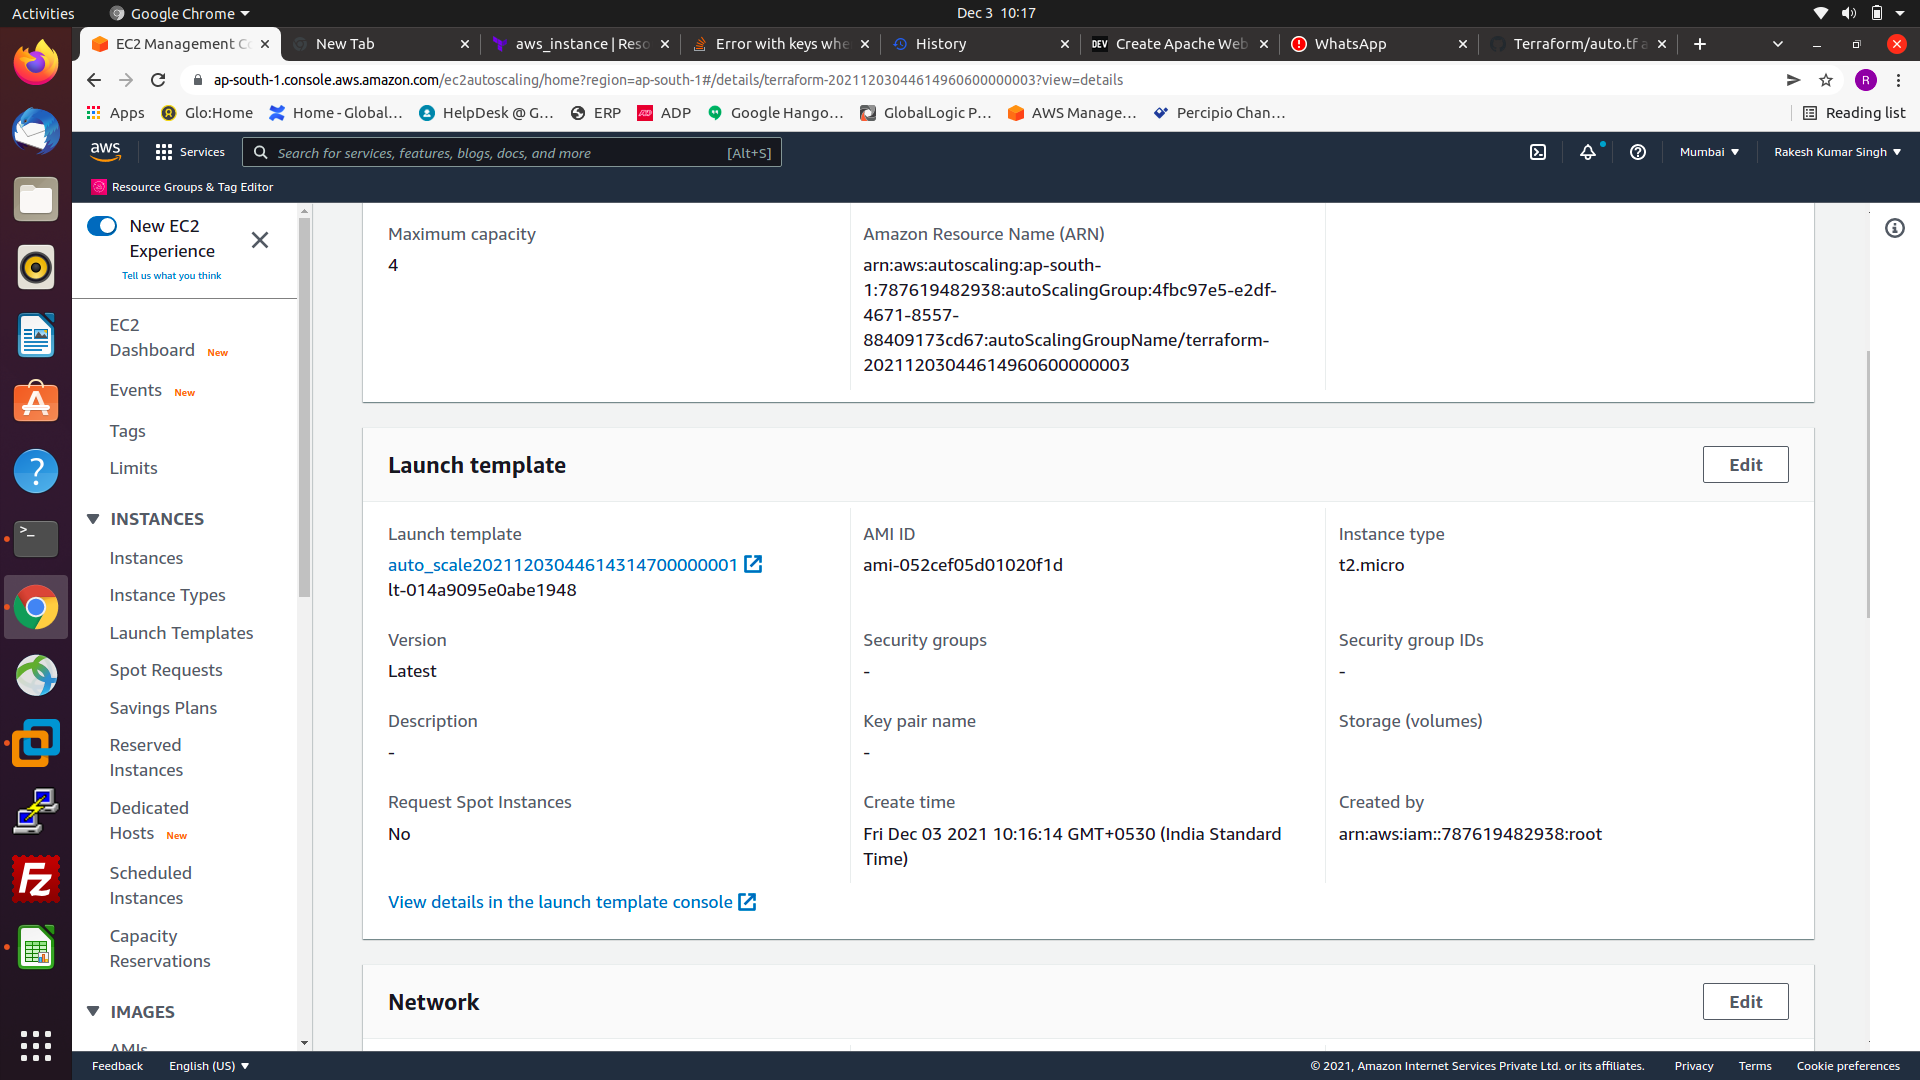 Activities
Google Chrome
Dec 3 10:17
EC2 Management Co
New Tab
aws_instance | Reso
Error with keys whe
History
DEV
Create Apache Web
WhatsApp
Terraform/auto.tf a
ap-south-1.console.aws.amazon.com/ec2autoscaling/home?region=ap-south-1#/details/terraform-20211203044614960600000003?view=details
R
Apps
Glo:Home
Home - Global...
HelpDesk @ G...
ERP
ADP
Google Hango...
GlobalLogic P...
AWS Manage...
Percipio Chan...
Reading list
aws
Services
Search for services, features, blogs, docs, and more
[Alt+S]
Mumbai
Rakesh Kumar Singh
Resource Groups & Tag Editor
New EC2
Experience
Tell us what you think
EC2
Dashboard New
Events New
Tags
Limits
INSTANCES
Instances
Instance Types
Launch Templates
Spot Requests
Savings Plans
Reserved
Instances
Dedicated
Hosts New
Scheduled
Instances
Capacity
Reservations
IMAGES
AMIs
Maximum capacity
4
Amazon Resource Name (ARN)
arn:aws:autoscaling:ap-south-
1:787619482938:autoScalingGroup:4fbc97e5-e2df-
4671-8557-
88409173cd67:autoScalingGroupName/terraform-
20211203044614960600000003
Launch template
Edit
Launch template
auto_scale20211203044614314700000001
lt-014a9095e0abe1948
AMI ID
ami-052cef05d01020f1d
Instance type
t2.micro
Version
Latest
Security groups
-
Security group IDs
-
Description
-
Key pair name
-
Storage (volumes)
Request Spot Instances
No
Create time
Fri Dec 03 2021 10:16:14 GMT+0530 (India Standard
Time)
Created by
arn:aws:iam::787619482938:root
View details in the launch template console
Network
Edit
Feedback
English (US)
© 2021, Amazon Internet Services Private Ltd. or its affiliates.
Privacy
Terms
Cookie preferences